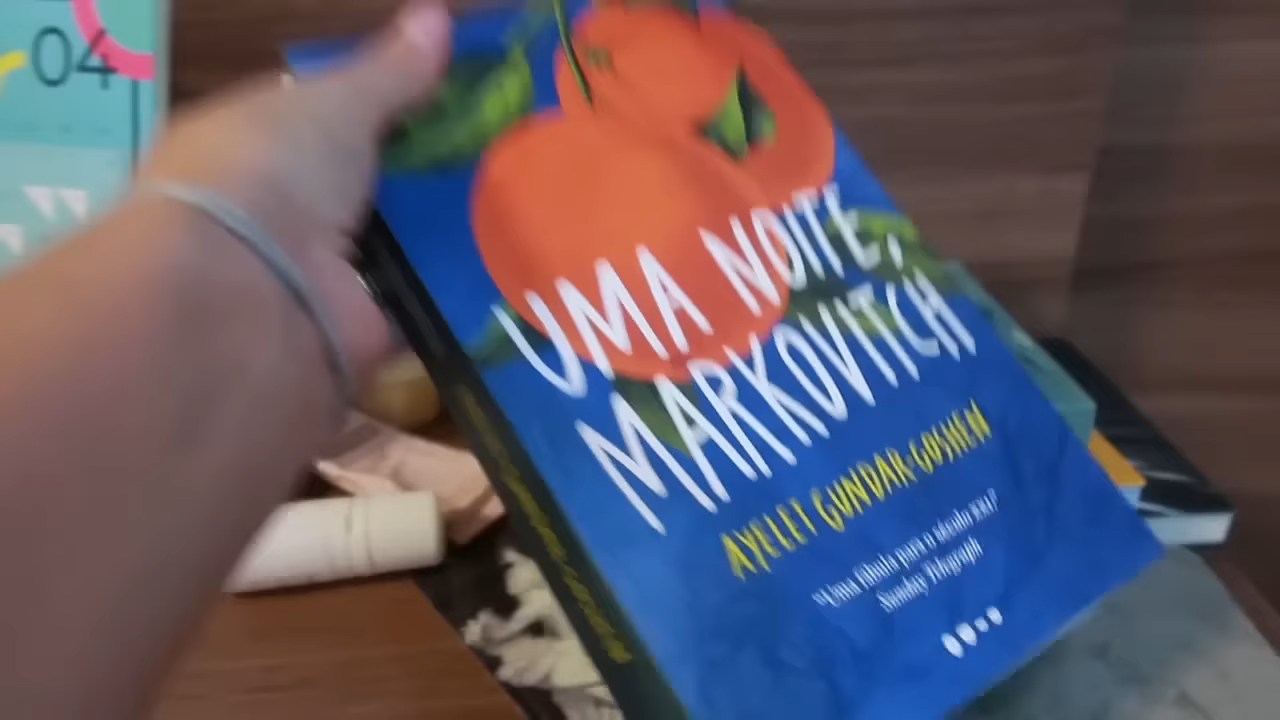 04
UMA NOITE,
MARKOVITCH
AYELET GUNDAR-GOSHEN
"Uma fábula para o século XXI"
Sunday Telegraph